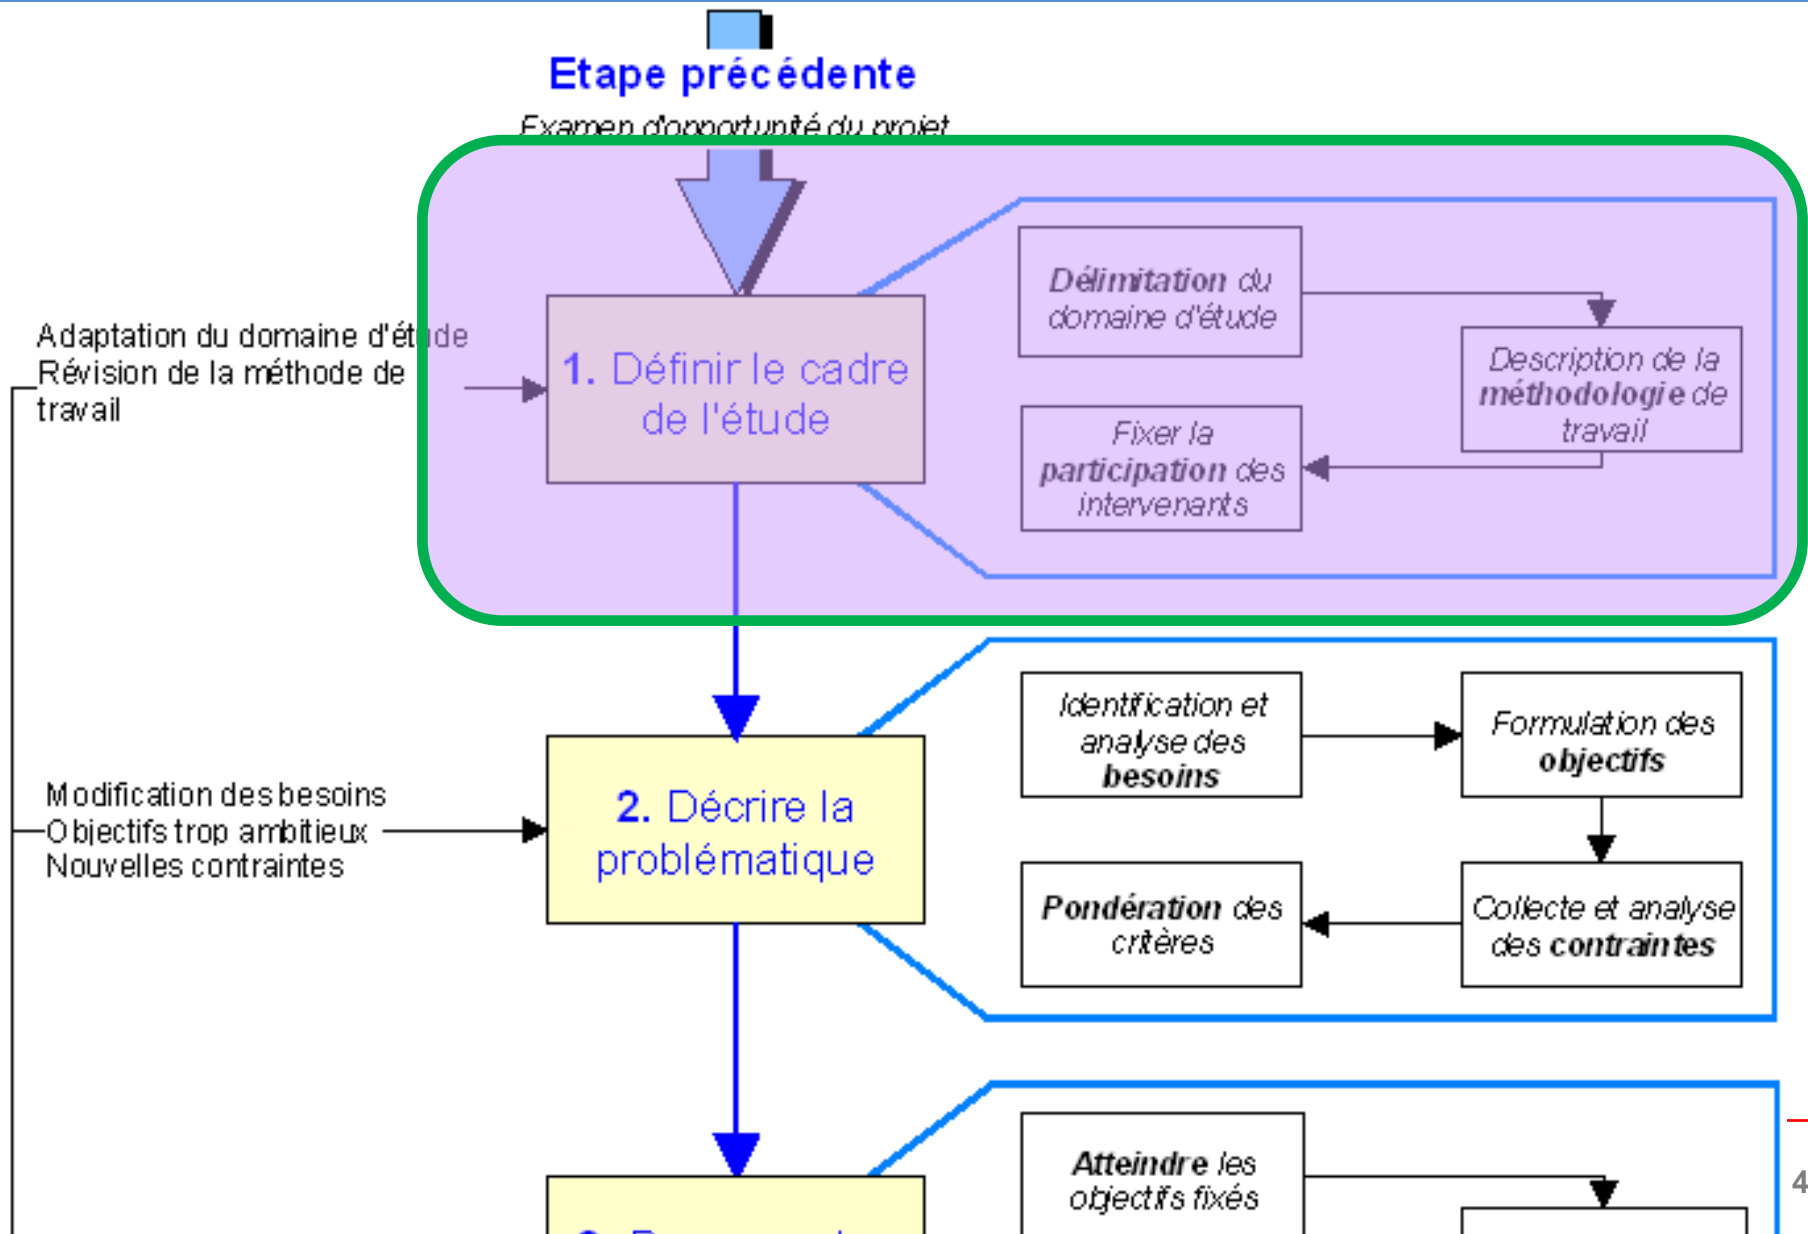 Etape précédente
Examen d'opportunité du projet
Adaptation du domaine d'étude
Révision de la méthode de
travail
1. Définir le cadre
de l'étude
Délimitation du
domaine d'étude
Description de la
méthodologie de
travail
Fixer la
participation des
intervenants
Modification des besoins
Objectifs trop ambitieux
Nouvelles contraintes
2. Décrire la
problématique
Identification et
analyse des
besoins
Formulation des
objectifs
Collecte et analyse
des contraintes
Pondération des
critères
Atteindre les
objectifs fixés
4